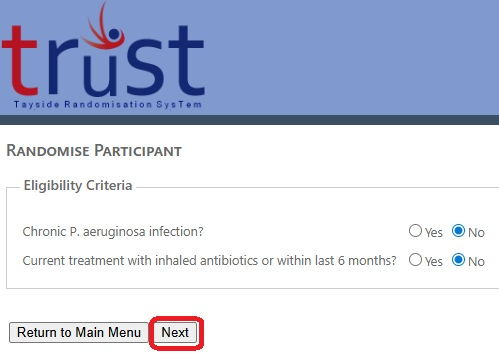 trust
Tayside Randomisation SysTem
RANDOMISE PARTICIPANT
Eligibility Criteria
Chronic P. aeruginosa infection? Yes No
Current treatment with inhaled antibiotics or within last 6 months? Yes No
Return to Main Menu Next